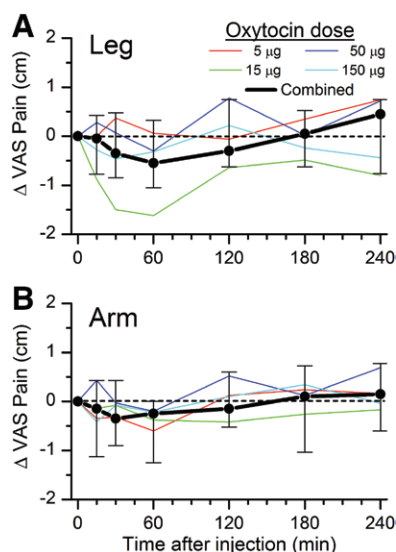 A
Leg
Oxytocin dose
5 µg
50 µg
15 µg
150 µg
Combined
Δ VAS Pain (cm)
2
1
0
-1
-2
0
60
120
180
240
B
Arm
Δ VAS Pain (cm)
2
1
0
-1
-2
0
60
120
180
240
Time after injection (min)